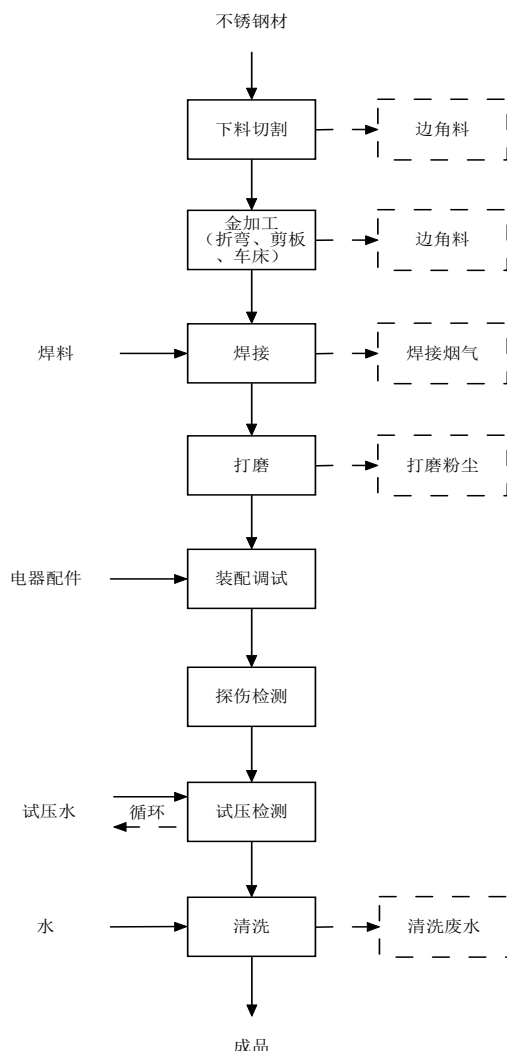 不锈钢材
下料切割
边角料
金加工
（折弯、剪板
、车床）
边角料
焊料
焊接
焊接烟气
打磨
打磨粉尘
电器配件
装配调试
探伤检测
试压水
循环
试压检测
水
清洗
清洗废水
成品